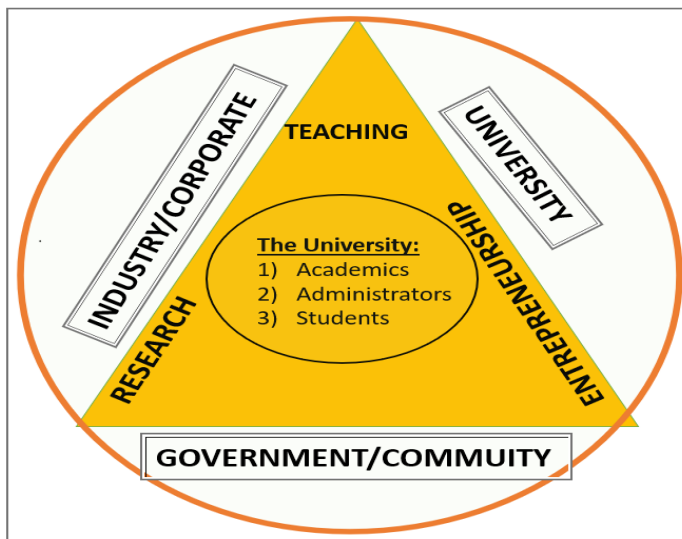 TEACHING
INDUSTRY/CORPORATE
UNIVERSITY
The University:
1) Academics
2) Administrators
3) Students
RESEARCH
ENTREPRENEURSHIP
GOVERNMENT/COMMUITY